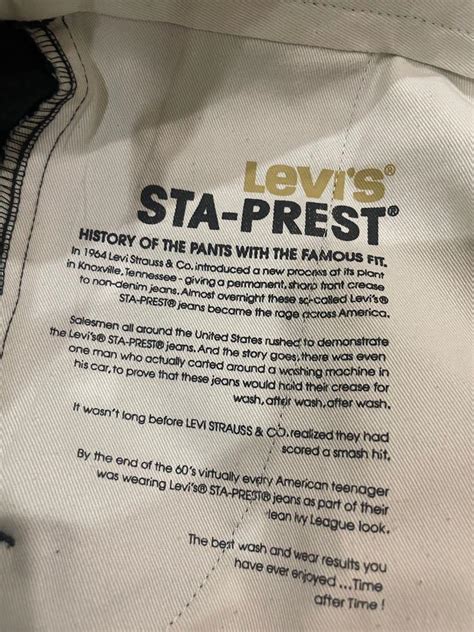 Levi's®
STA-PREST®
HISTORY OF THE PANTS WITH THE FAMOUS FIT.
In 1964 Levi Strauss & Co. introduced a new process at its plant
in Knoxville, Tennessee - giving a permanent, sharp front crease
to non-denim jeans. Almost overnight these so-called Levi's®
STA-PREST® jeans became the rage across America.
Salesmen all around the United States rushed to demonstrate
the Levi's® STA-PREST® jeans. And the story goes, there was even
one man who actually carted around a washing machine in
his car, to prove that these jeans would hold their crease for
wash, after wash, after wash.
It wasn't long before LEVI STRAUSS & CO. realized they had
scored a smash hit.
By the end of the 60's virtually every American teenager
was wearing Levi's® STA-PREST® jeans as part of their
lean Ivy League look.
The best wash and wear results you
have ever enjoyed ... Time
after Time !